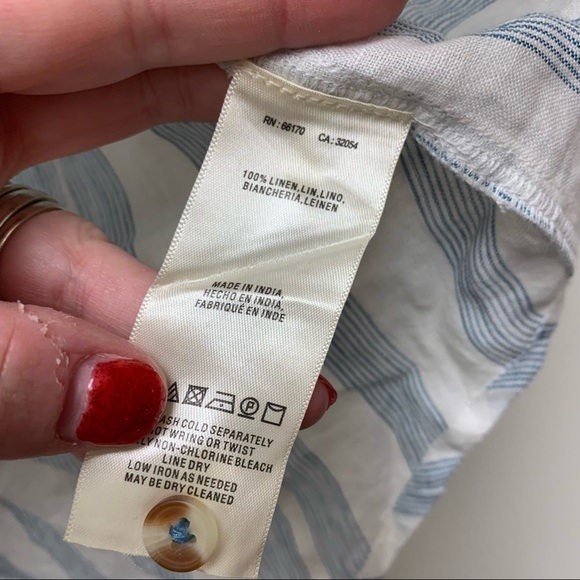 RN: 66170 CA: 32054
100% LINEN, LIN, LINO,
BIANCHERIA, LEINEN
MADE IN INDIA,
HECHO EN INDIA,
FABRIQUÉ EN INDE
COLD SEPARATELY
WRING OR TWIST
NON-CHLORINE BLEACH
LINE DRY
LOW IRON AS NEEDED
MAY BE DRY CLEANED